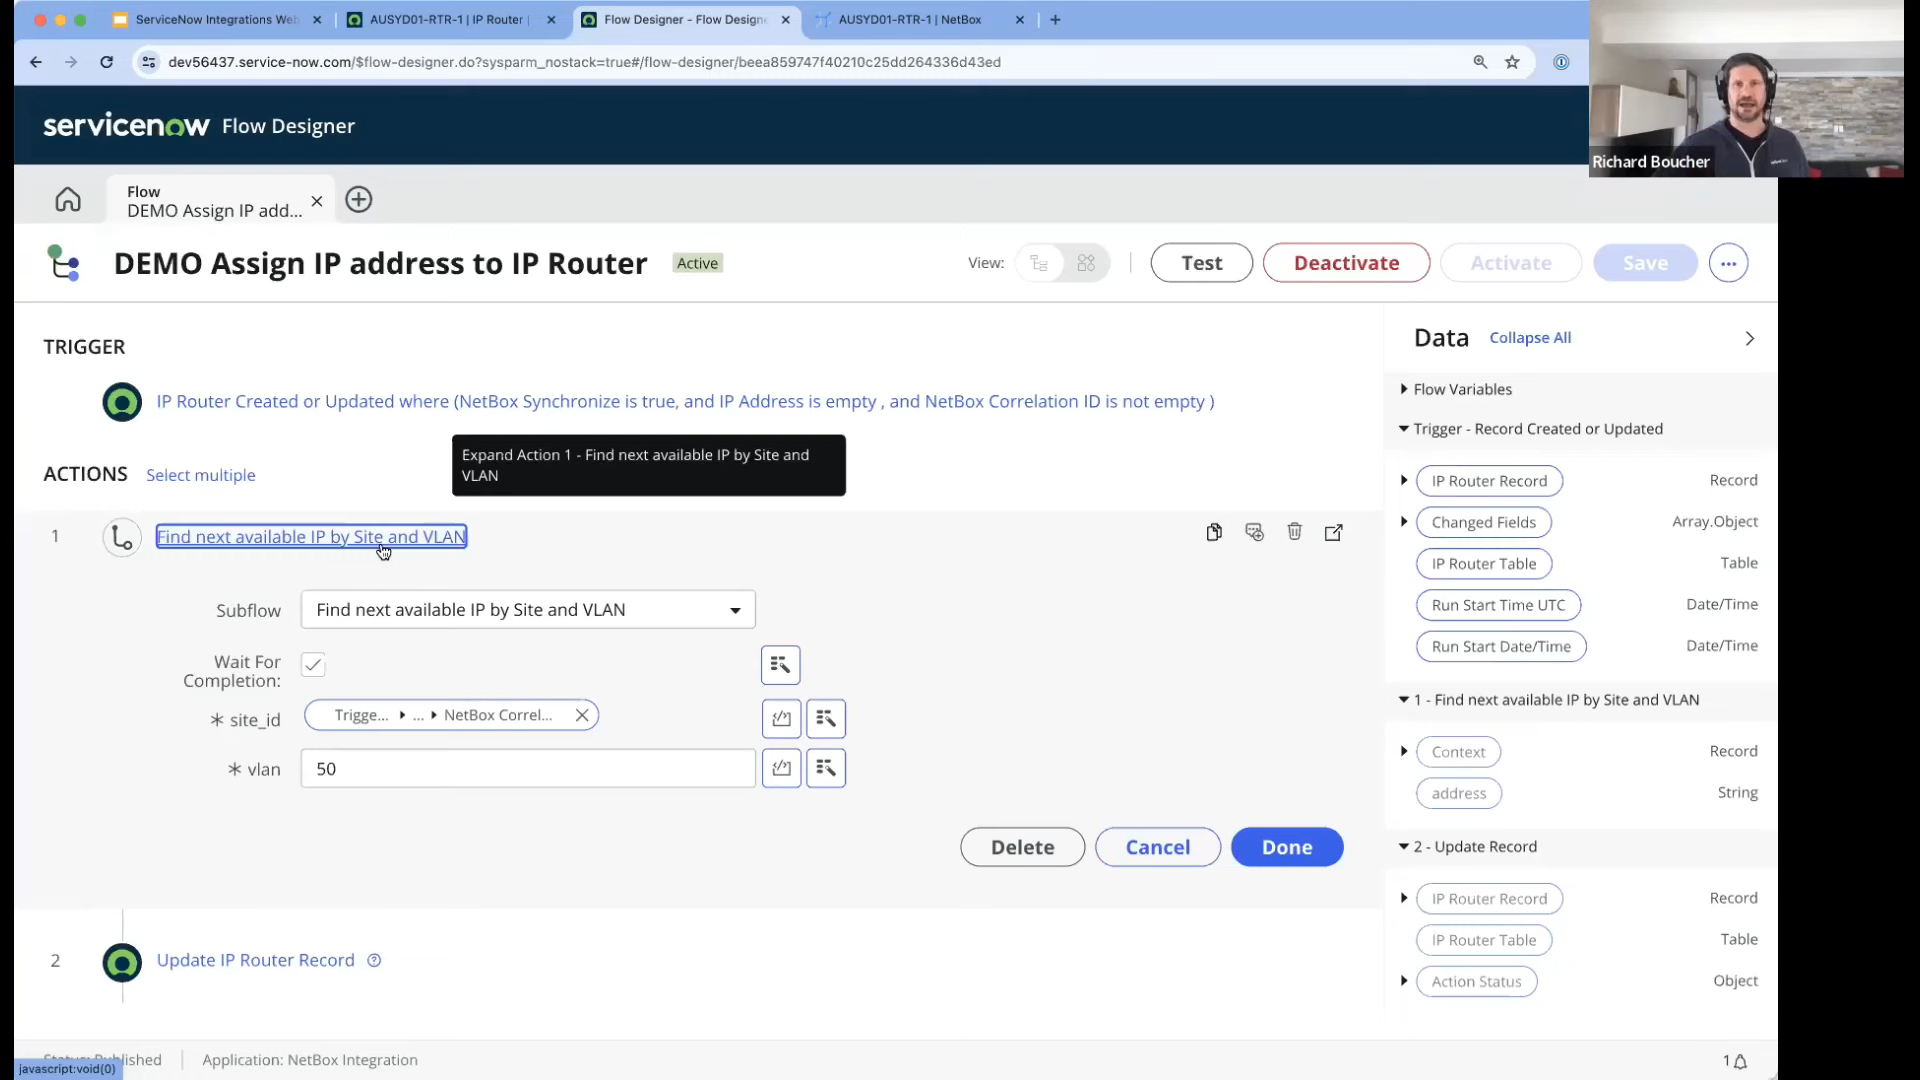 ServiceNow Integrations Web
AUSYD01-RTR-1 | IP Router
Flow Designer - Flow Designe
AUSYD01-RTR-1 | NetBox
dev56437.service-now.com/$flow-designer.do?sysparm_nostack=true#/flow-designer/beea859747f40210c25dd264336d43ed
servicenow Flow Designer
Richard Boucher
Flow
DEMO Assign IP add...
DEMO Assign IP address to IP Router
Active
View:
Test
Deactivate
Activate
Save
TRIGGER
IP Router Created or Updated where (NetBox Synchronize is true, and IP Address is empty , and NetBox Correlation ID is not empty )
Expand Action 1 - Find next available IP by Site and
VLAN
ACTIONS
Select multiple
1
Find next available IP by Site and VLAN
Subflow
Find next available IP by Site and VLAN
Wait For
Completion:
* site_id
Trigge... ... NetBox Correl...
* vlan
50
Delete
Cancel
Done
2
Update IP Router Record
Data
Collapse All
Flow Variables
Trigger - Record Created or Updated
IP Router Record
Record
Changed Fields
Array.Object
IP Router Table
Table
Run Start Time UTC
Date/Time
Run Start Date/Time
Date/Time
1 - Find next available IP by Site and VLAN
Context
Record
address
String
2 - Update Record
IP Router Record
Record
IP Router Table
Table
Action Status
Object
Status: Published
Application: NetBox Integration
1
javascript:void(0)